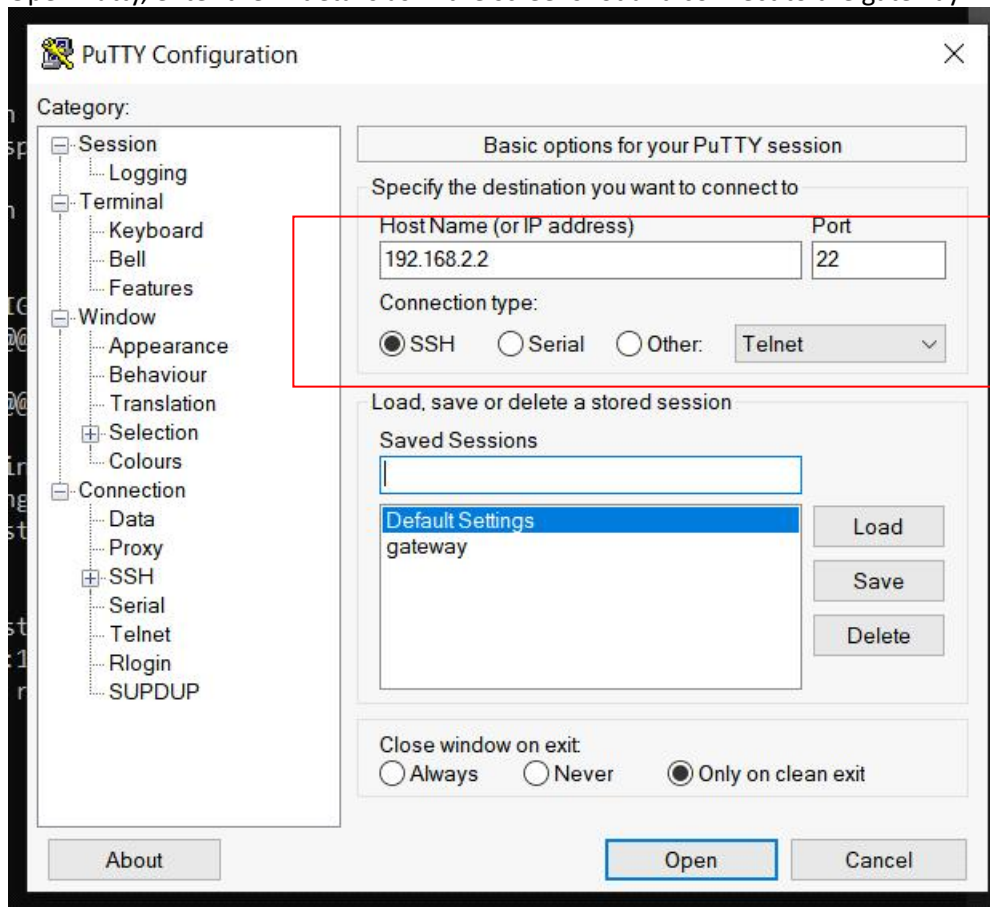 PuTTY Configuration
Category:
Session
Logging
Terminal
Keyboard
Bell
Features
Window
Appearance
Behaviour
Translation
Selection
Colours
Connection
Data
Proxy
SSH
Serial
Telnet
Rlogin
SUPDUP
Basic options for your PuTTY session
Specify the destination you want to connect to
Host Name (or IP address) Port
192.168.2.2 22
Connection type:
SSH Serial Other: Telnet
Load, save or delete a stored session
Saved Sessions
Default Settings
gateway
Load
Save
Delete
Close window on exit:
Always Never Only on clean exit
About Open Cancel